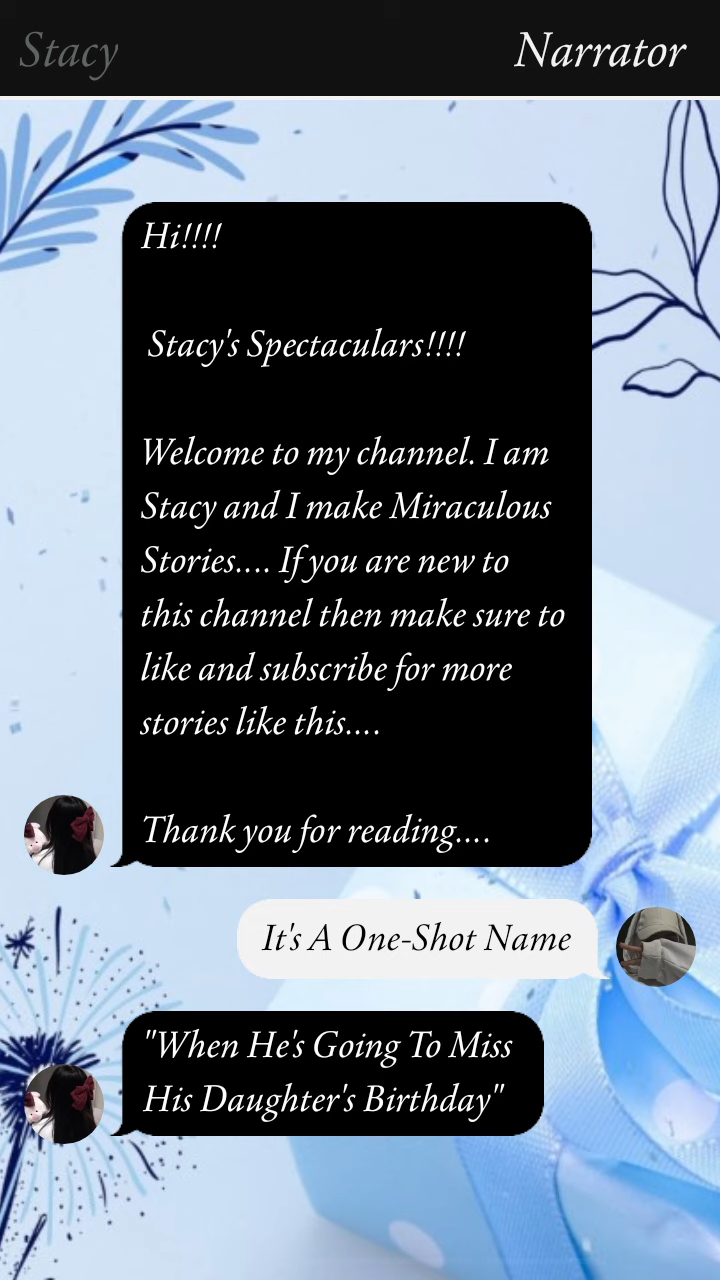 Stacy
Narrator
Hi!!!!
Stacy's Spectaculars!!!!
Welcome to my channel. I am
Stacy and I make Miraculous
Stories.... If you are new to
this channel then make sure to
like and subscribe for more
stories like this....
Thank you for reading....
It's A One-Shot Name
"When He's Going To Miss
His Daughter's Birthday"